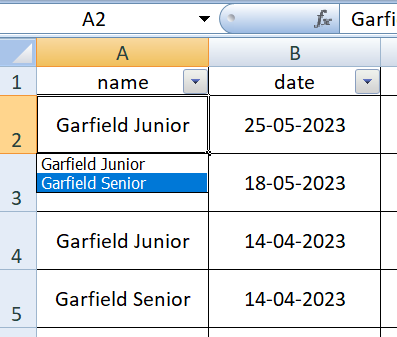 A2 fx Garfi
A B
1 name date
2 Garfield Junior 25-05-2023
Garfield Junior
Garfield Senior
3 18-05-2023
4 Garfield Junior 14-04-2023
5 Garfield Senior 14-04-2023